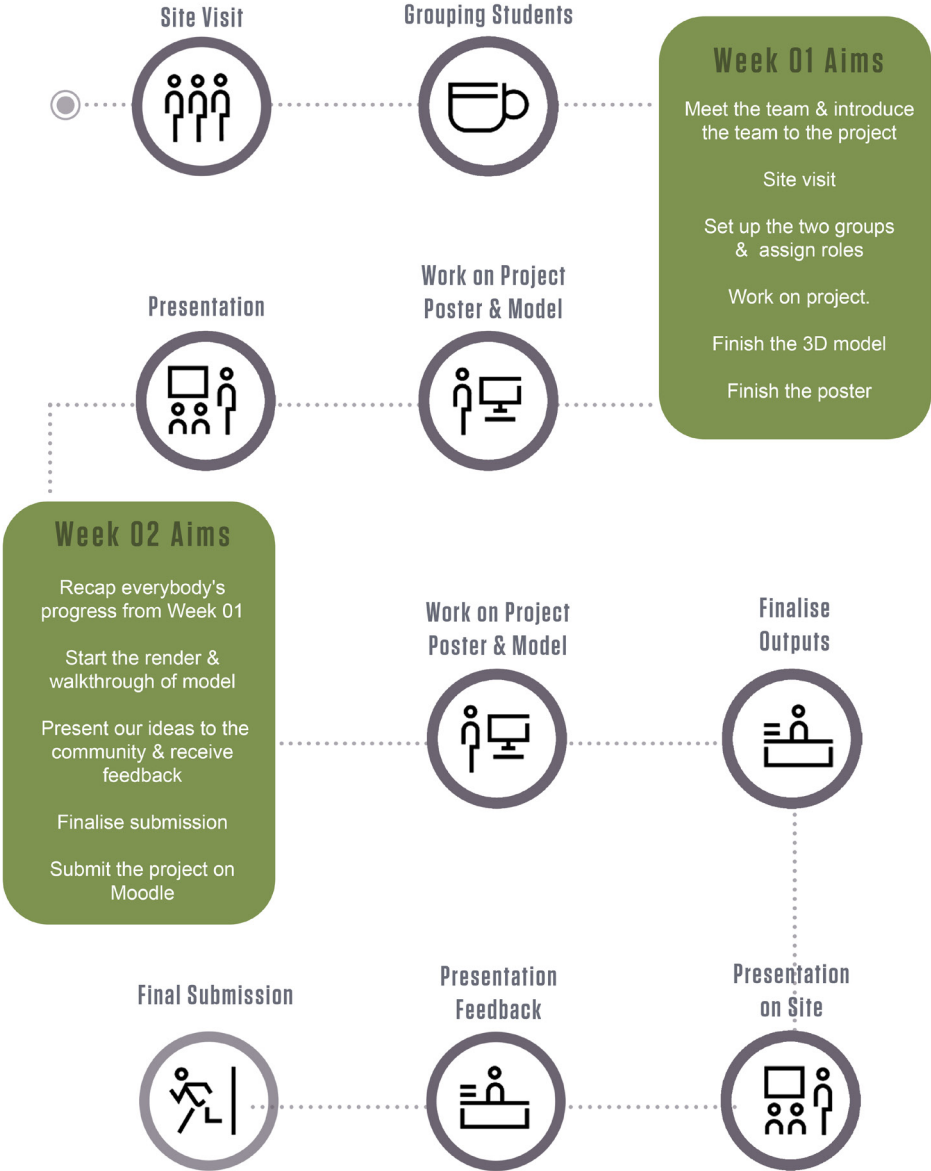 Site Visit
Grouping Students
Week 01 Aims
Meet the team & introduce
the team to the project
Site visit
Set up the two groups
& assign roles
Work on project.
Finish the 3D model
Finish the poster
Work on Project
Poster & Model
Presentation
Week 02 Aims
Recap everybody's
progress from Week 01
Start the render &
walkthrough of model
Present our ideas to the
community & receive
feedback
Finalise submission
Submit the project on
Moodle
Work on Project
Poster & Model
Finalise
Outputs
Presentation
on Site
Presentation
Feedback
Final Submission